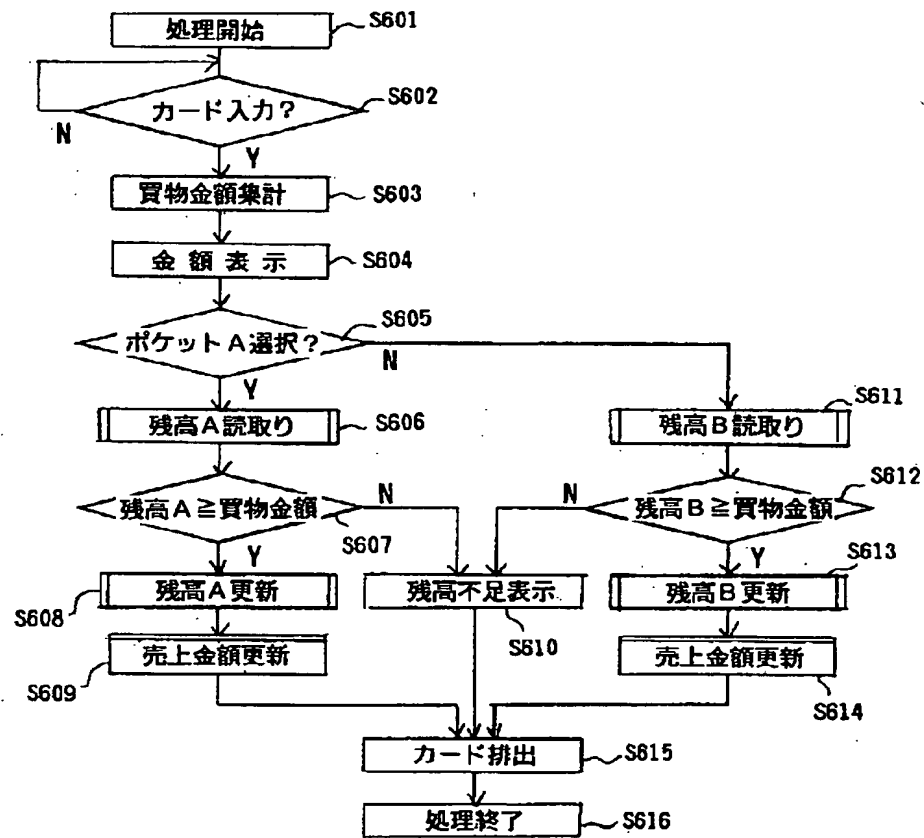 処理開始 S601
カード入力? S602
N
Y
買物金額集計 S603
金額表示 S604
ポケットA選択? S605
N
Y
残高A読取り S606
残高B読取り S611
残高A≧買物金額 S607
N
Y
残高B≧買物金額 S612
N
Y
残高A更新 S608
残高不足表示 S610
残高B更新 S613
売上金額更新 S609
売上金額更新 S614
カード排出 S615
処理終了 S616